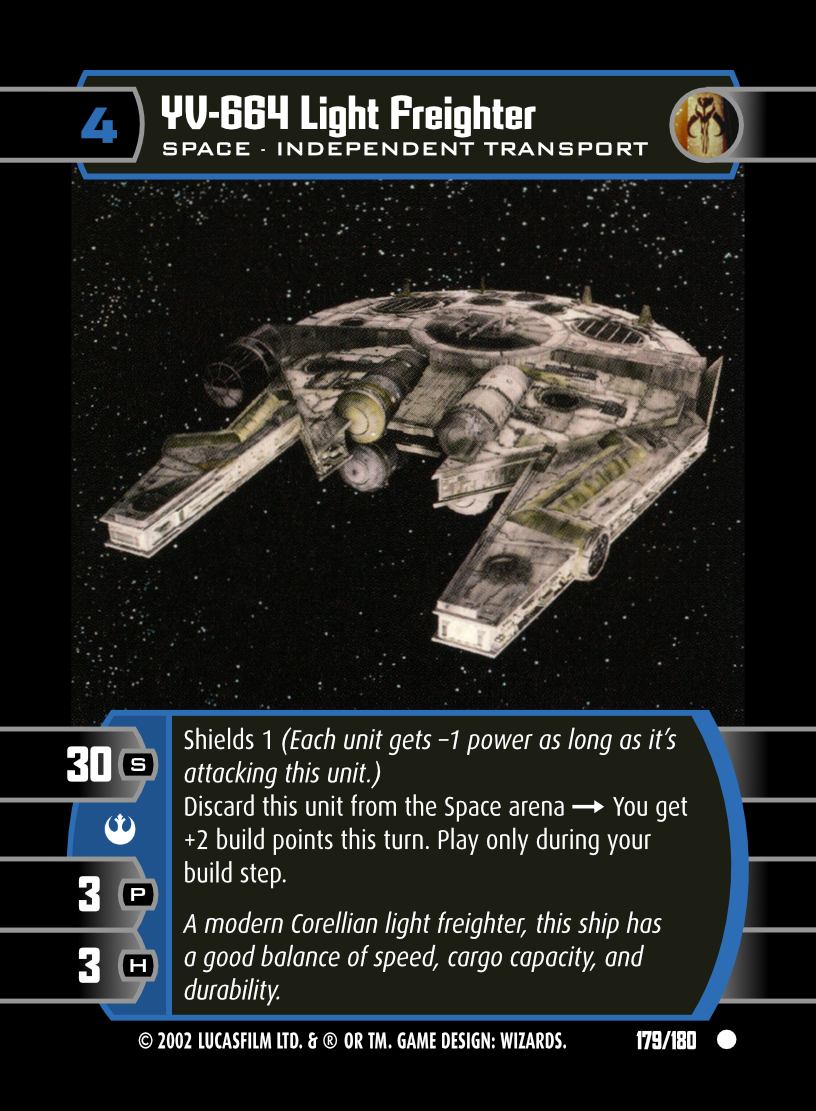 4
YV-664 Light Freighter
SPACE · INDEPENDENT TRANSPORT
30 S
3 P
3 H
Shields 1 (Each unit gets –1 power as long as it’s
attacking this unit.)
Discard this unit from the Space arena → You get
+2 build points this turn. Play only during your
build step.
A modern Corellian light freighter, this ship has
a good balance of speed, cargo capacity, and
durability.
© 2002 LUCASFILM LTD. & ® OR TM. GAME DESIGN: WIZARDS. 179/180